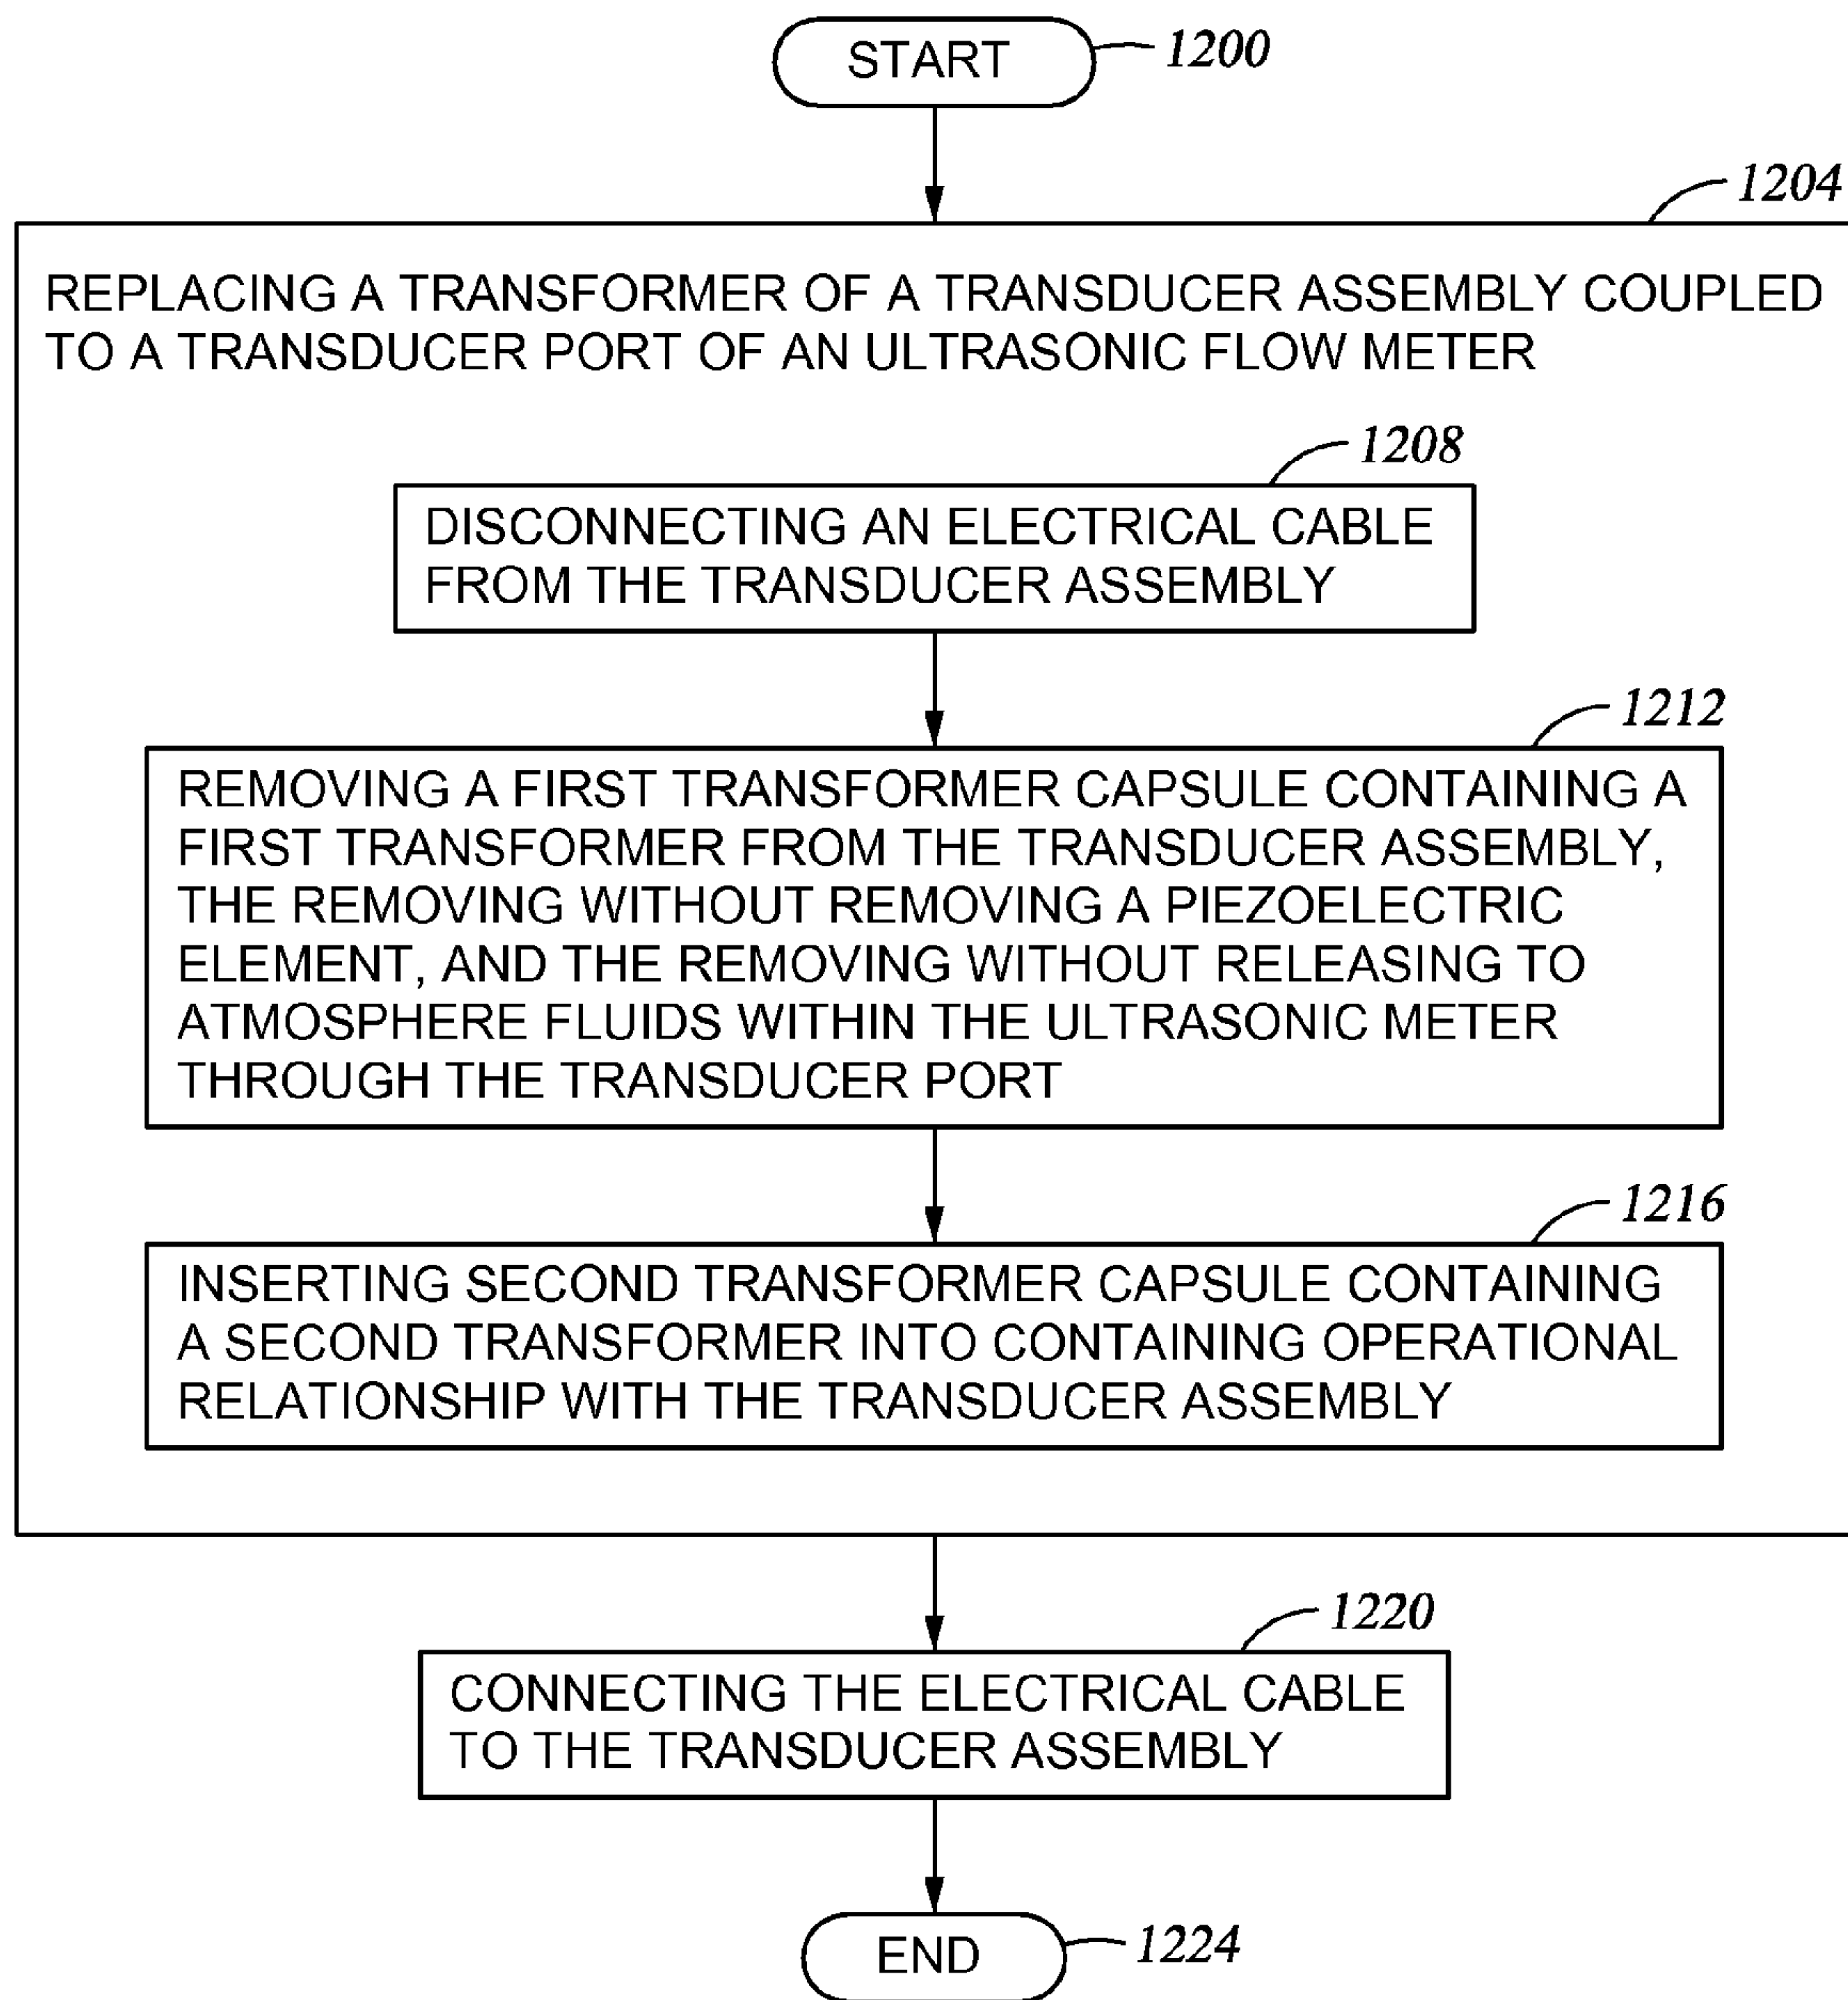 START
1200
1204
REPLACING A TRANSFORMER OF A TRANSDUCER ASSEMBLY COUPLED
TO A TRANSDUCER PORT OF AN ULTRASONIC FLOW METER
1208
DISCONNECTING AN ELECTRICAL CABLE
FROM THE TRANSDUCER ASSEMBLY
1212
REMOVING A FIRST TRANSFORMER CAPSULE CONTAINING A
FIRST TRANSFORMER FROM THE TRANSDUCER ASSEMBLY,
THE REMOVING WITHOUT REMOVING A PIEZOELECTRIC
ELEMENT, AND THE REMOVING WITHOUT RELEASING TO
ATMOSPHERE FLUIDS WITHIN THE ULTRASONIC METER
THROUGH THE TRANSDUCER PORT
1216
INSERTING SECOND TRANSFORMER CAPSULE CONTAINING
A SECOND TRANSFORMER INTO CONTAINING OPERATIONAL
RELATIONSHIP WITH THE TRANSDUCER ASSEMBLY
1220
CONNECTING THE ELECTRICAL CABLE
TO THE TRANSDUCER ASSEMBLY
END
1224